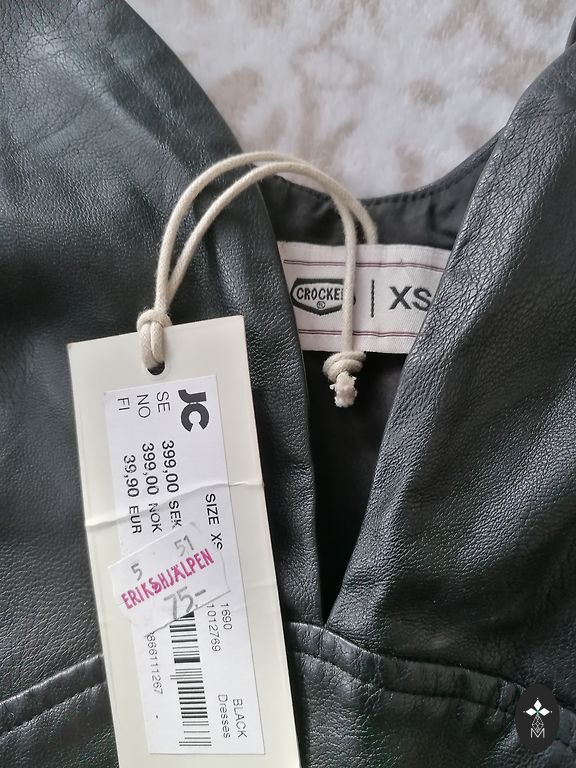 CROCKER
®
XS
JC
SE 399,00 SEK
NO 399,00 NOK
FI 39,90 EUR
SIZE XS
5 51
ERIKSHJÄLPEN
75:-
1690
1012769
BLACK
Dresses
866111267